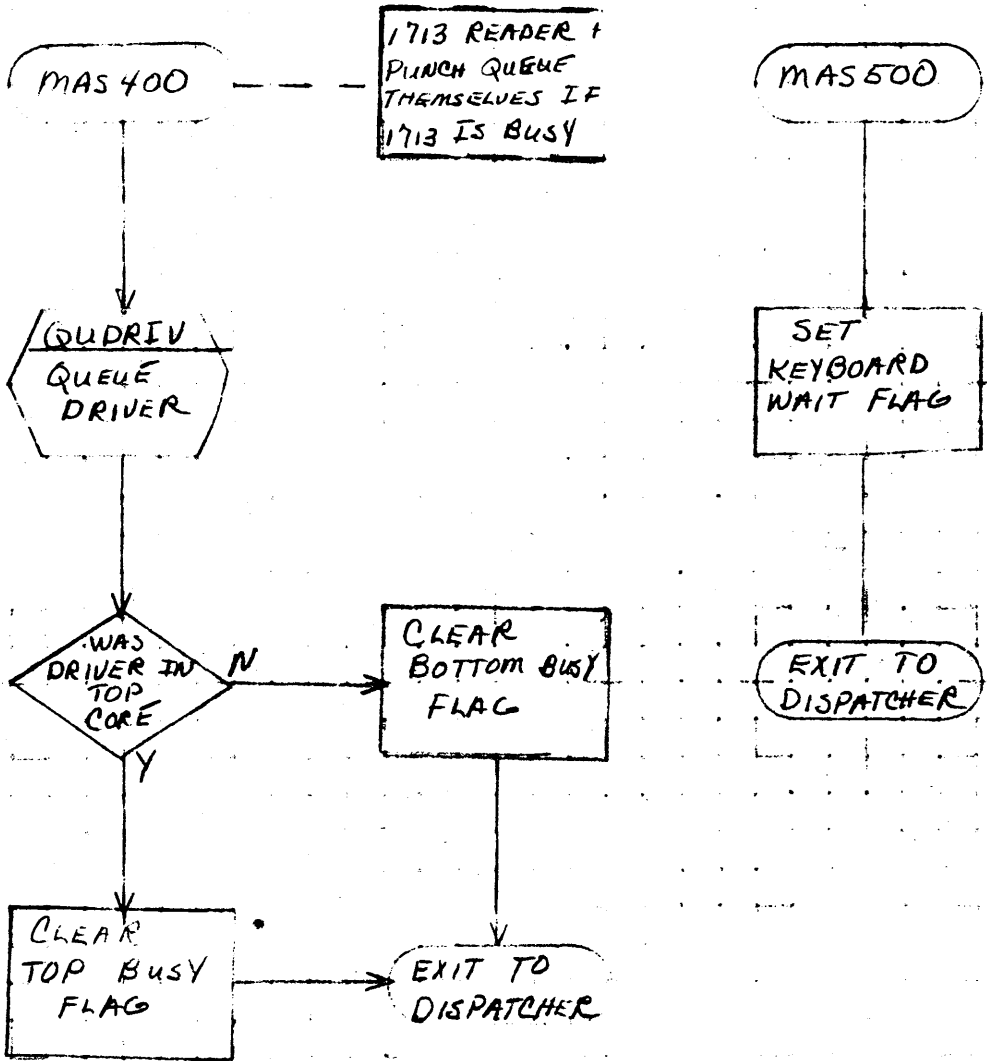 MAS400
1713 READER +
PUNCH QUEUE
THEMSELVES IF
1713 IS BUSY
QUDRIV
QUEUE
DRIVER
WAS
DRIVER IN
TOP
CORE
N
Y
CLEAR
BOTTOM BUSY
FLAG
CLEAR
TOP BUSY
FLAG
EXIT TO
DISPATCHER
MAS500
SET
KEYBOARD
WAIT FLAG
EXIT TO
DISPATCHER